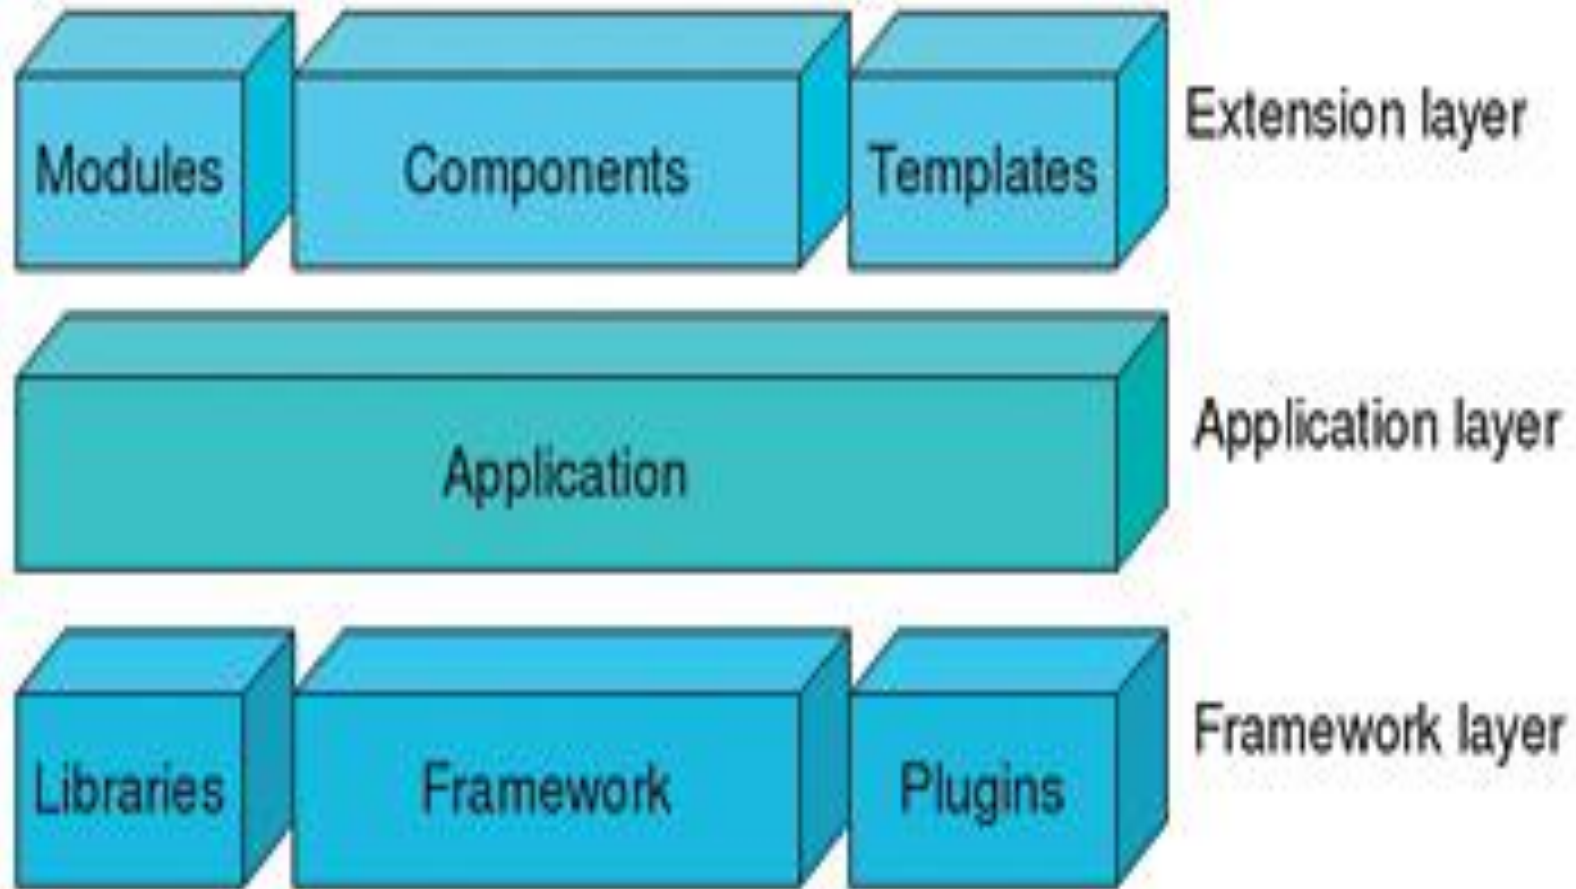 Modules
Components
Templates
Extension layer
Application
Application layer
Libraries
Framework
Plugins
Framework layer